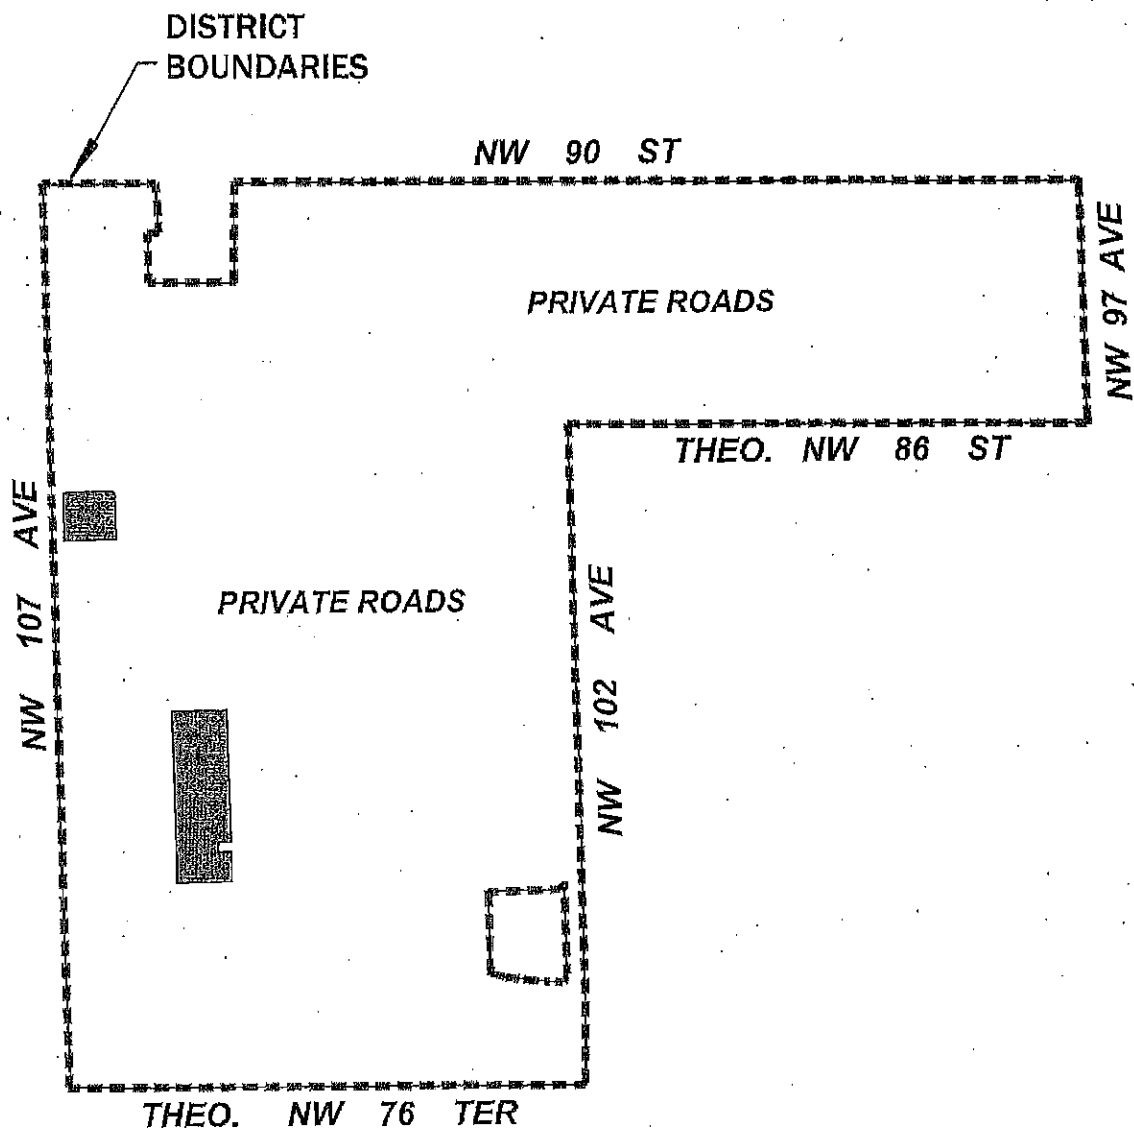 DISTRICT
BOUNDARIES
NW 90 ST
NW 97 AVE
PRIVATE ROADS
THEO. NW 86 ST
NW 107 AVE
PRIVATE ROADS
NW 102 AVE
THEO. NW 76 TER